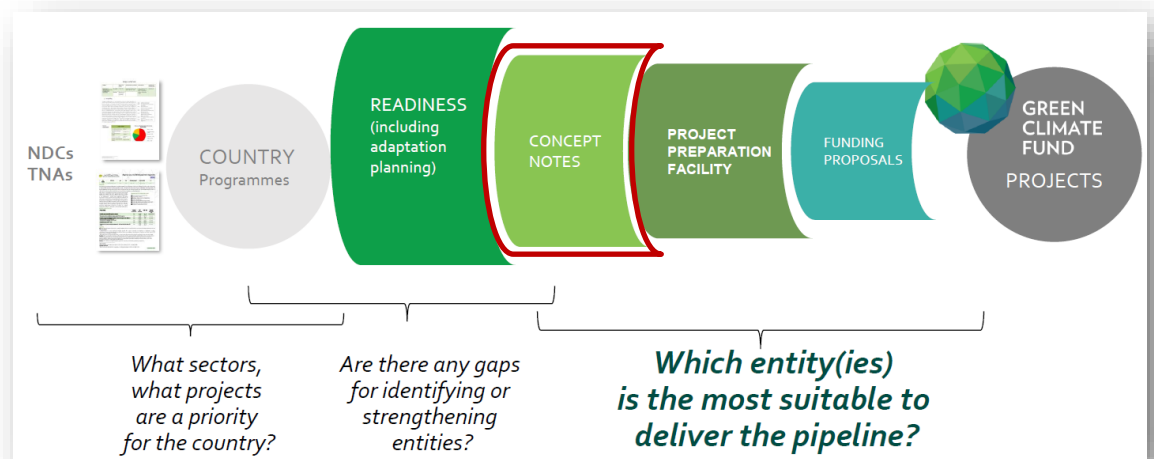 NDCs
TNAs
COUNTRY
Programmes
READINESS
(including
adaptation
planning)
CONCEPT
NOTES
PROJECT
PREPARATION
FACILITY
FUNDING
PROPOSALS
GREEN
CLIMATE
FUND
PROJECTS
What sectors,
what projects
are a priority
for the country?
Are there any gaps
for identifying or
strengthening
entities?
Which entity(ies)
is the most suitable to
deliver the pipeline?